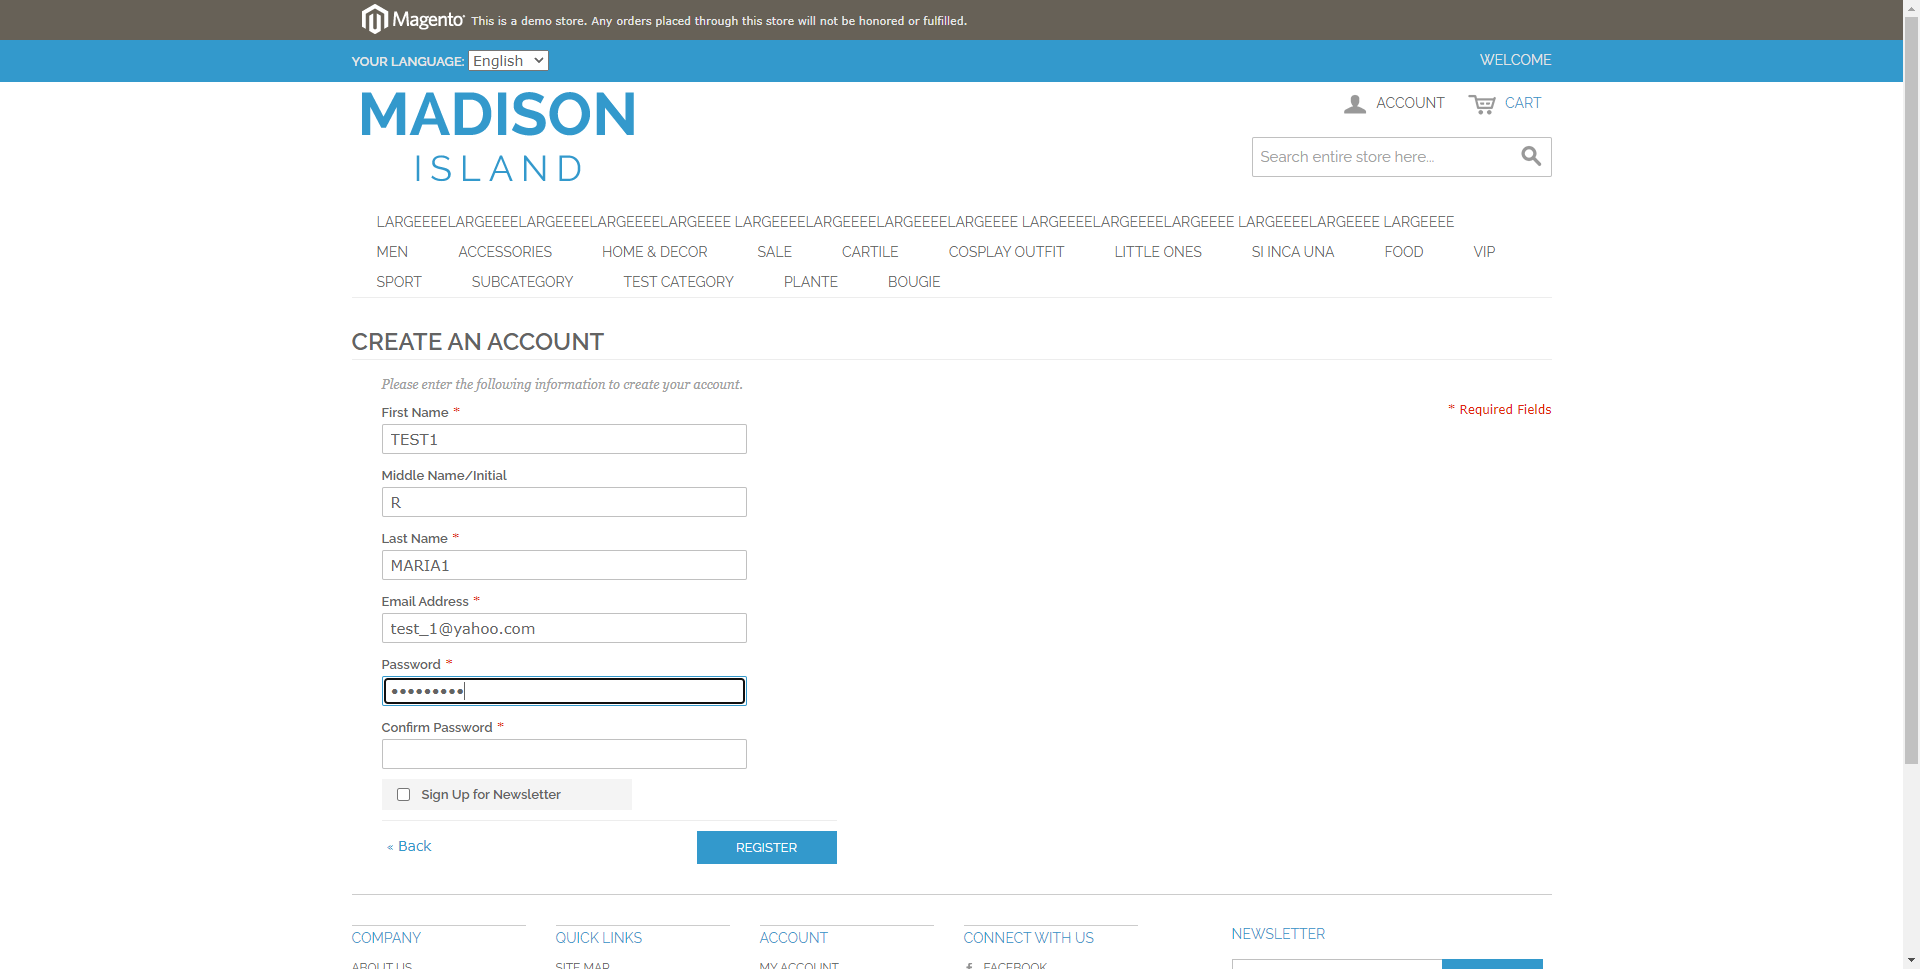 Magento This is a demo store. Any orders placed through this store will not be honored or fulfilled.
YOUR LANGUAGE: English WELCOME
MADISON
ISLAND
ACCOUNT CART
Search entire store here...
LARGEEEELARGEEEELARGEEEELARGEEEELARGEEEE LARGEEEELARGEEEELARGEEEELARGEEEE LARGEEEELARGEEEELARGEEEE LARGEEEELARGEEEE LARGEEEE
MEN ACCESSORIES HOME & DECOR SALE CARTILE COSPLAY OUTFIT LITTLE ONES SI INCA UNA FOOD VIP
SPORT SUBCATEGORY TEST CATEGORY PLANTE BOUGIE
CREATE AN ACCOUNT
Please enter the following information to create your account.
* Required Fields
First Name *
TEST1
Middle Name/Initial
R
Last Name *
MARIA1
Email Address *
test_1@yahoo.com
Password *
•••••••••
Confirm Password *
Sign Up for Newsletter
« Back REGISTER
COMPANY QUICK LINKS ACCOUNT CONNECT WITH US NEWSLETTER
ABOUT US SITE MAP MY ACCOUNT FACEBOOK